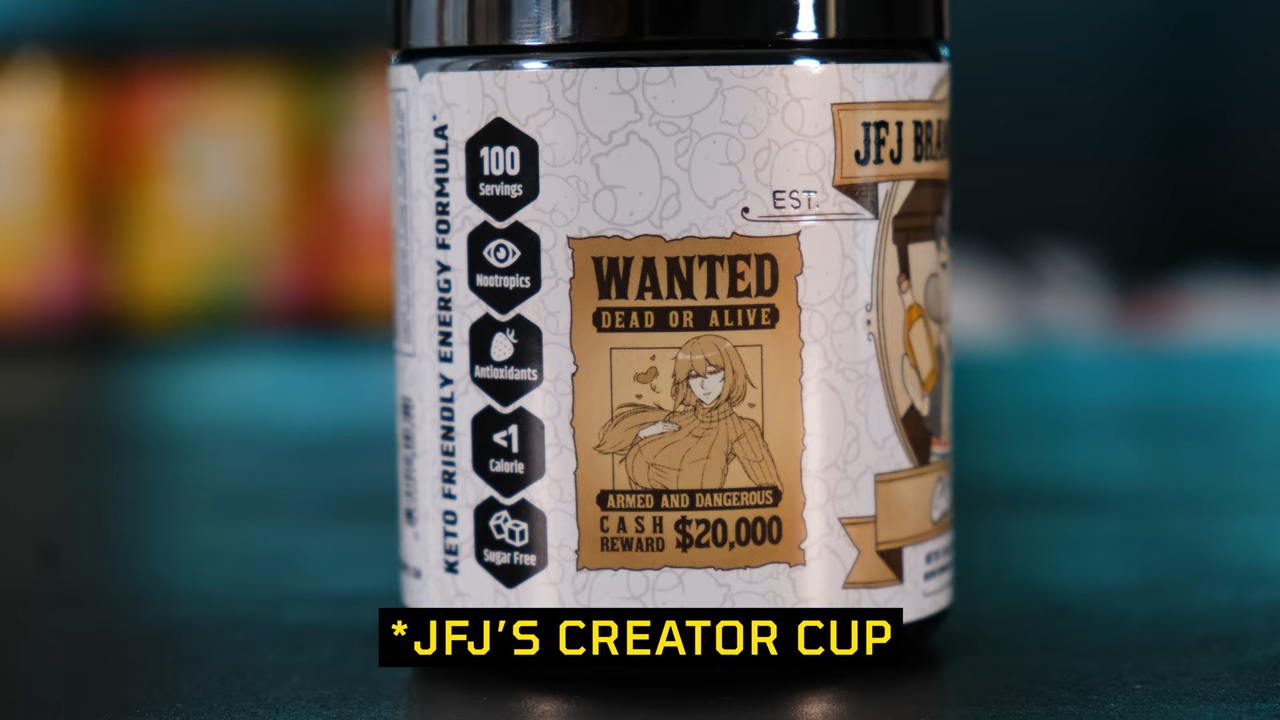 KETO FRIENDLY ENERGY FORMULA*
100
Servings
Nootropics
Antioxidants
<1
Calorie
Sugar Free
EST.
WANTED
DEAD OR ALIVE
ARMED AND DANGEROUS
CASH
REWARD
$20,000
JFJ
*JFJ'S CREATOR CUP